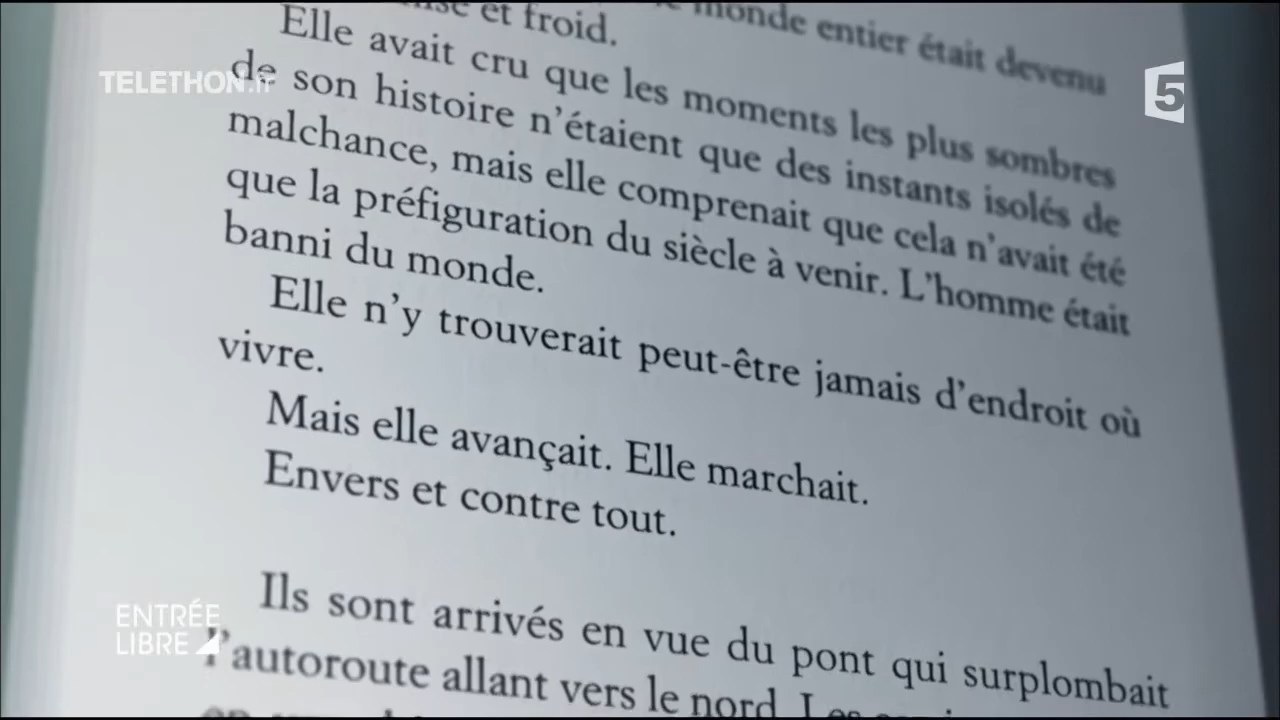 monde entier était devenu
et froid.
Elle avait cru que les moments les plus sombres
de son histoire n'étaient que des instants isolés de
malchance, mais elle comprenait que cela n'avait été
que la préfiguration du siècle à venir. L'homme était
banni du monde.
Elle n'y trouverait peut-être jamais d'endroit où
vivre.
Mais elle avançait. Elle marchait.
Envers et contre tout.
Ils sont arrivés en vue du pont qui surplombait
l'autoroute allant vers le nord. Les
TELETHON.fr
5
ENTRÉE
LIBRE